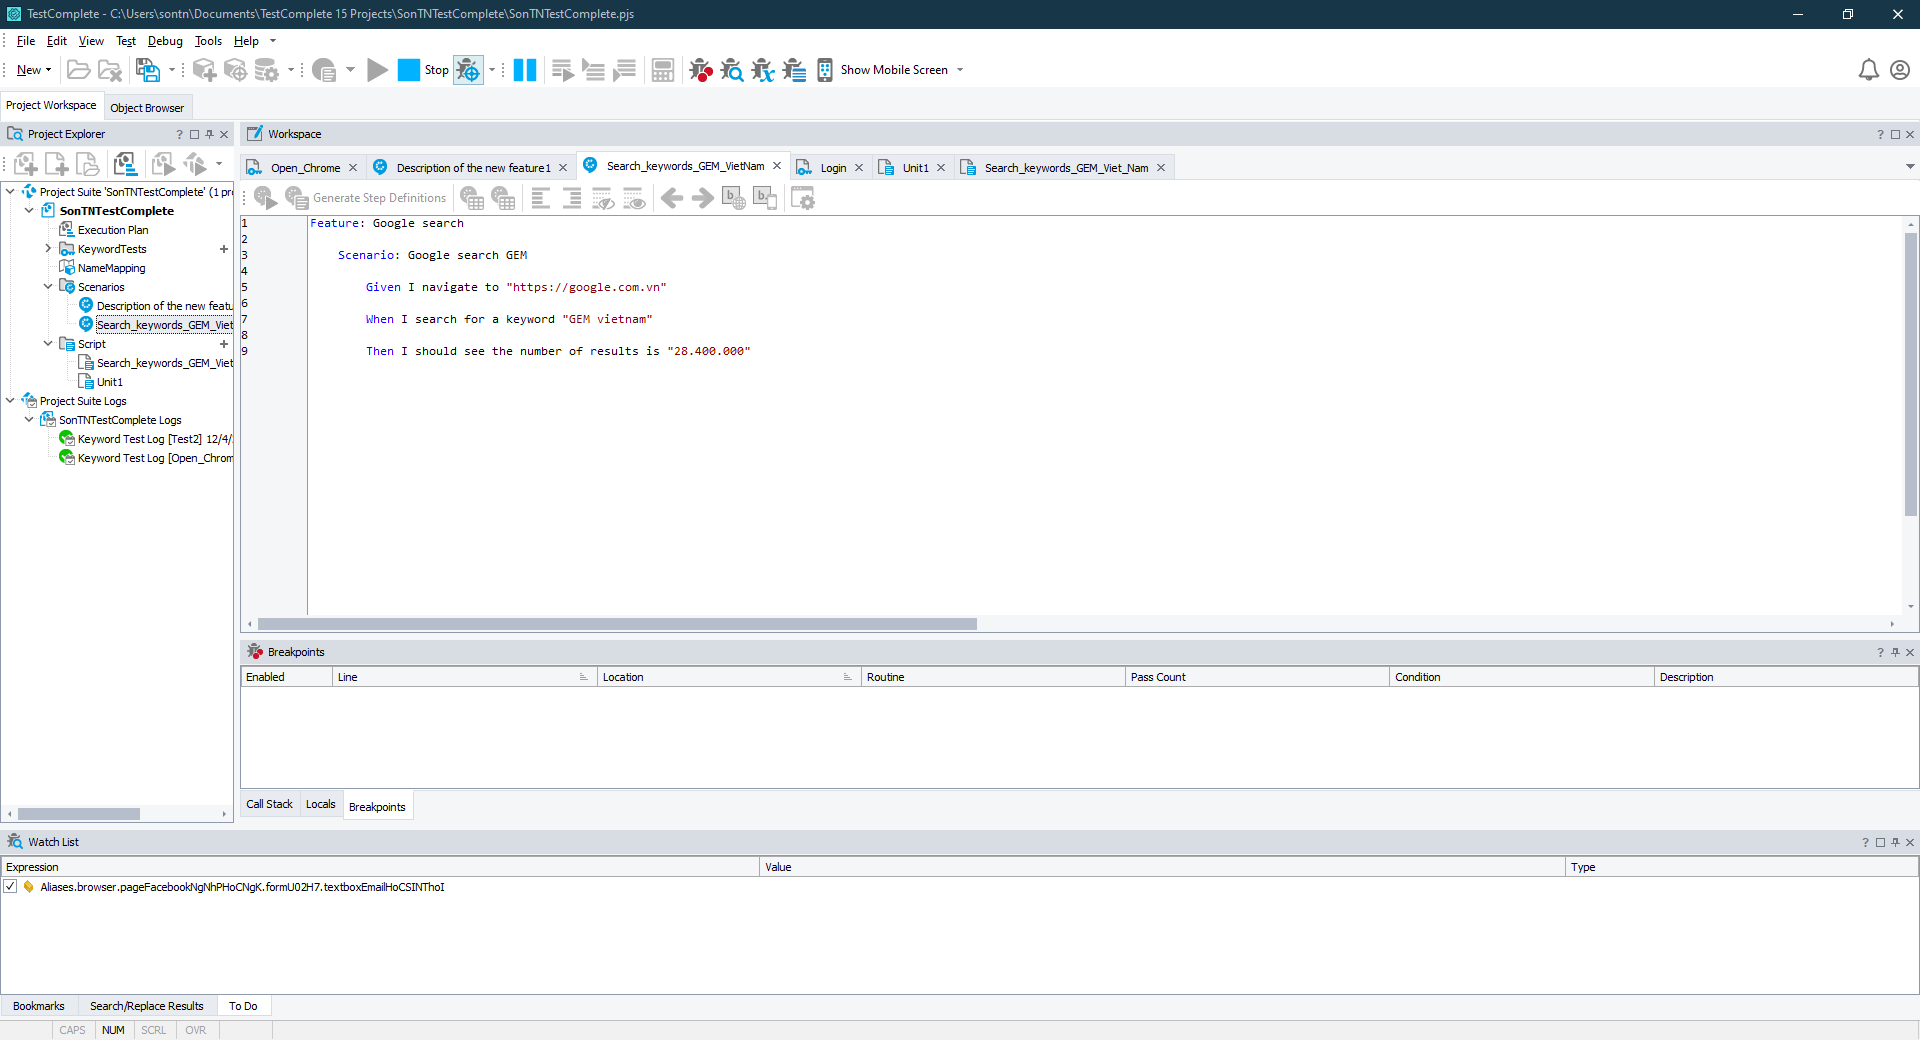 TestComplete - C:\Users\sontn\Documents\TestComplete 15 Projects\SonTNTestComplete\SonTNTestComplete.pjs
File Edit View Test Debug Tools Help
New Stop Show Mobile Screen
Project Workspace Object Browser
Project Explorer
Project Suite 'SonTNTestComplete' (1 pr
SonTNTestComplete
Execution Plan
KeywordTests
NameMapping
Scenarios
Description of the new featu
Search_keywords_GEM_Viet
Script
Search_keywords_GEM_Viet
Unit1
Project Suite Logs
SonTNTestComplete Logs
Keyword Test Log [Test2] 12/4/
Keyword Test Log [Open_Chrom
Workspace
Open_Chrome Description of the new feature1 Search_keywords_GEM_VietNam Login Unit1 Search_keywords_GEM_Viet_Nam
Generate Step Definitions
1 Feature: Google search
2
3 Scenario: Google search GEM
4
5 Given I navigate to "https://google.com.vn"
6
7 When I search for a keyword "GEM vietnam"
8
9 Then I should see the number of results is "28.400.000"
Breakpoints
Enabled Line Location Routine Pass Count Condition Description
Call Stack Locals Breakpoints
Watch List
Expression Value Type
Aliases.browser.pageFacebookNgNhPHoCNgK.formU02H7.textboxEmailHoCSINThoI
Bookmarks Search/Replace Results To Do
CAPS NUM SCRL OVR